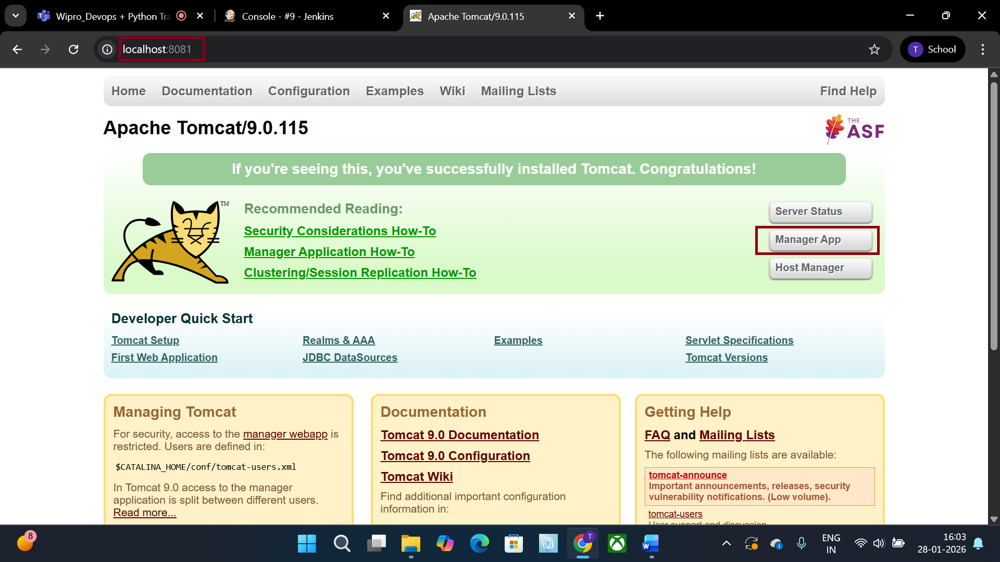 Wipro_Devops + Python Tra
Console - #9 - Jenkins
Apache Tomcat/9.0.115
localhost:8081
T
School
Home
Documentation
Configuration
Examples
Wiki
Mailing Lists
Find Help
Apache Tomcat/9.0.115
THE
ASF
If you're seeing this, you've successfully installed Tomcat. Congratulations!
TM
Recommended Reading:
Security Considerations How-To
Manager Application How-To
Clustering/Session Replication How-To
Server Status
Manager App
Host Manager
Developer Quick Start
Tomcat Setup
First Web Application
Realms & AAA
JDBC DataSources
Examples
Servlet Specifications
Tomcat Versions
Managing Tomcat
For security, access to the manager webapp is
restricted. Users are defined in:
$CATALINA_HOME/conf/tomcat-users.xml
In Tomcat 9.0 access to the manager
application is split between different users.
Read more...
Documentation
Tomcat 9.0 Documentation
Tomcat 9.0 Configuration
Tomcat Wiki
Find additional important configuration
information in:
Getting Help
FAQ and Mailing Lists
The following mailing lists are available:
tomcat-announce
Important announcements, releases, security
vulnerability notifications. (Low volume).
tomcat-users
User support and discussion
8
T
ENG
IN
16:03
28-01-2026